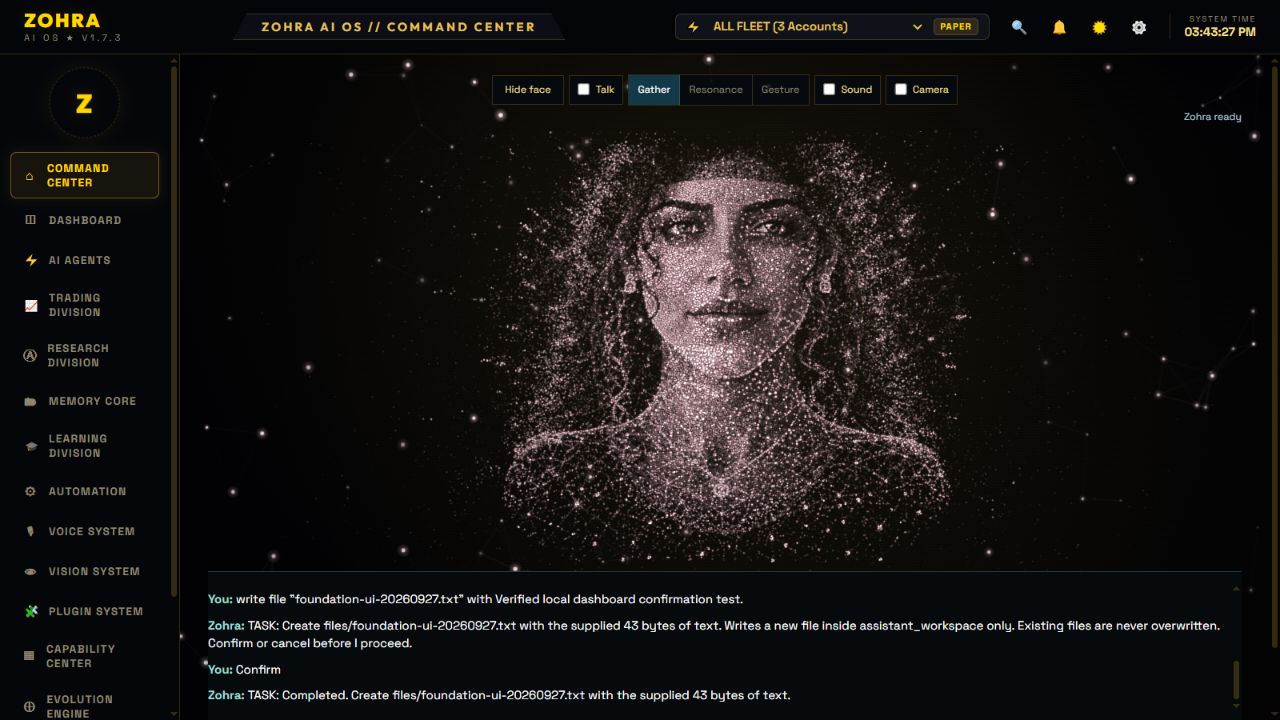 ZOHRA
AI OS ★ V1.7.3
ZOHRA AI OS // COMMAND CENTER
⚡ ALL FLEET (3 Accounts)
PAPER
SYSTEM TIME
03:43:27 PM
Z
COMMAND
CENTER
DASHBOARD
AI AGENTS
TRADING
DIVISION
RESEARCH
DIVISION
MEMORY CORE
LEARNING
DIVISION
AUTOMATION
VOICE SYSTEM
VISION SYSTEM
PLUGIN SYSTEM
CAPABILITY
CENTER
EVOLUTION
ENGINE
Hide face
Talk
Gather
Resonance
Gesture
Sound
Camera
Zohra ready
You: write file "foundation-ui-20260927.txt" with Verified local dashboard confirmation test.
Zohra: TASK: Create files/foundation-ui-20260927.txt with the supplied 43 bytes of text. Writes a new file inside assistant_workspace only. Existing files are never overwritten.
Confirm or cancel before I proceed.
You: Confirm
Zohra: TASK: Completed. Create files/foundation-ui-20260927.txt with the supplied 43 bytes of text.